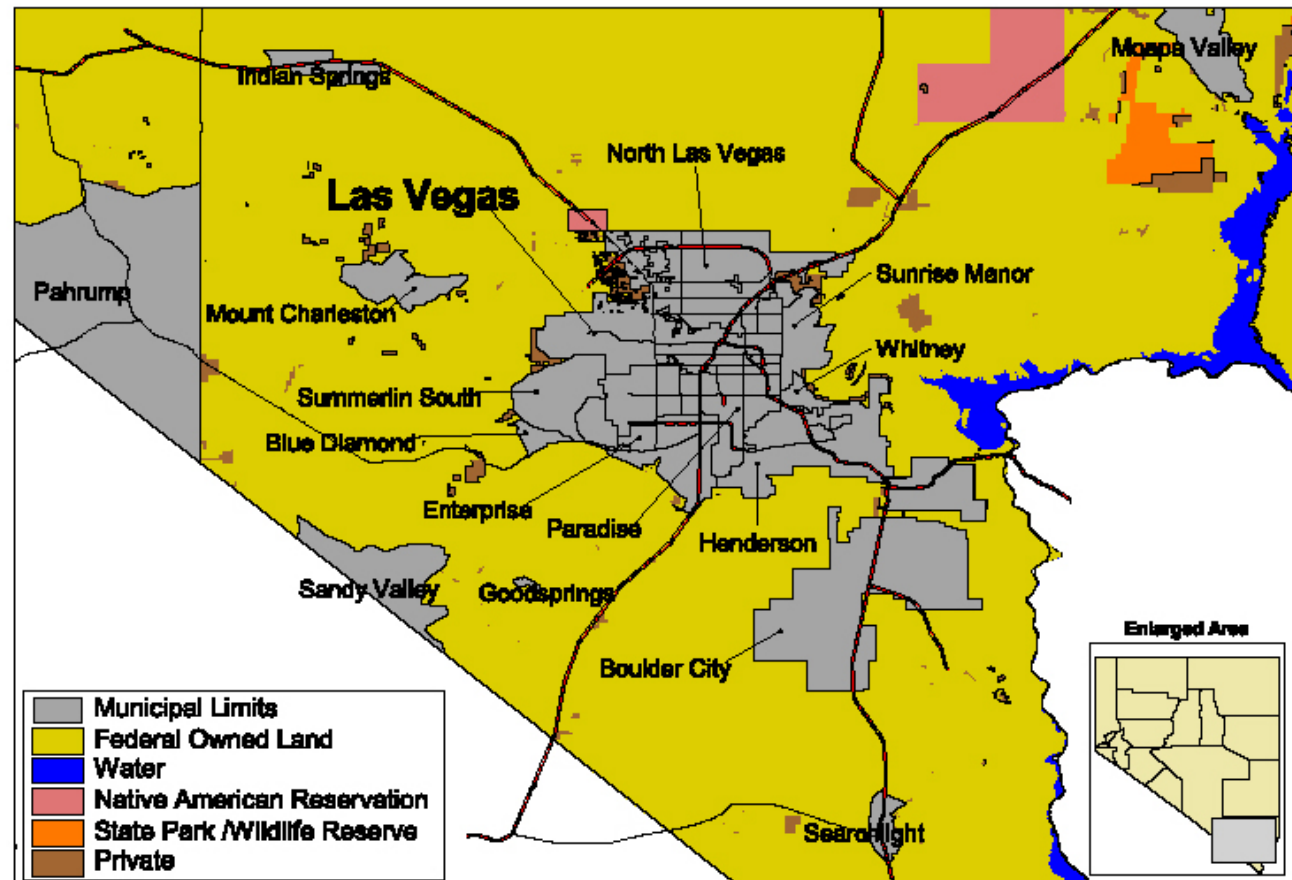 Moapa Valley
Indian Springs
North Las Vegas
Las Vegas
Sunrise Manor
Pahrump
Mount Charleston
Whitney
Summerlin South
Blue Diamond
Enterprise
Paradise
Henderson
Sandy Valley
Goodsprings
Boulder City
Searchlight
Enlarged Area
Municipal Limits
Federal Owned Land
Water
Native American Reservation
State Park /Wildlife Reserve
Private